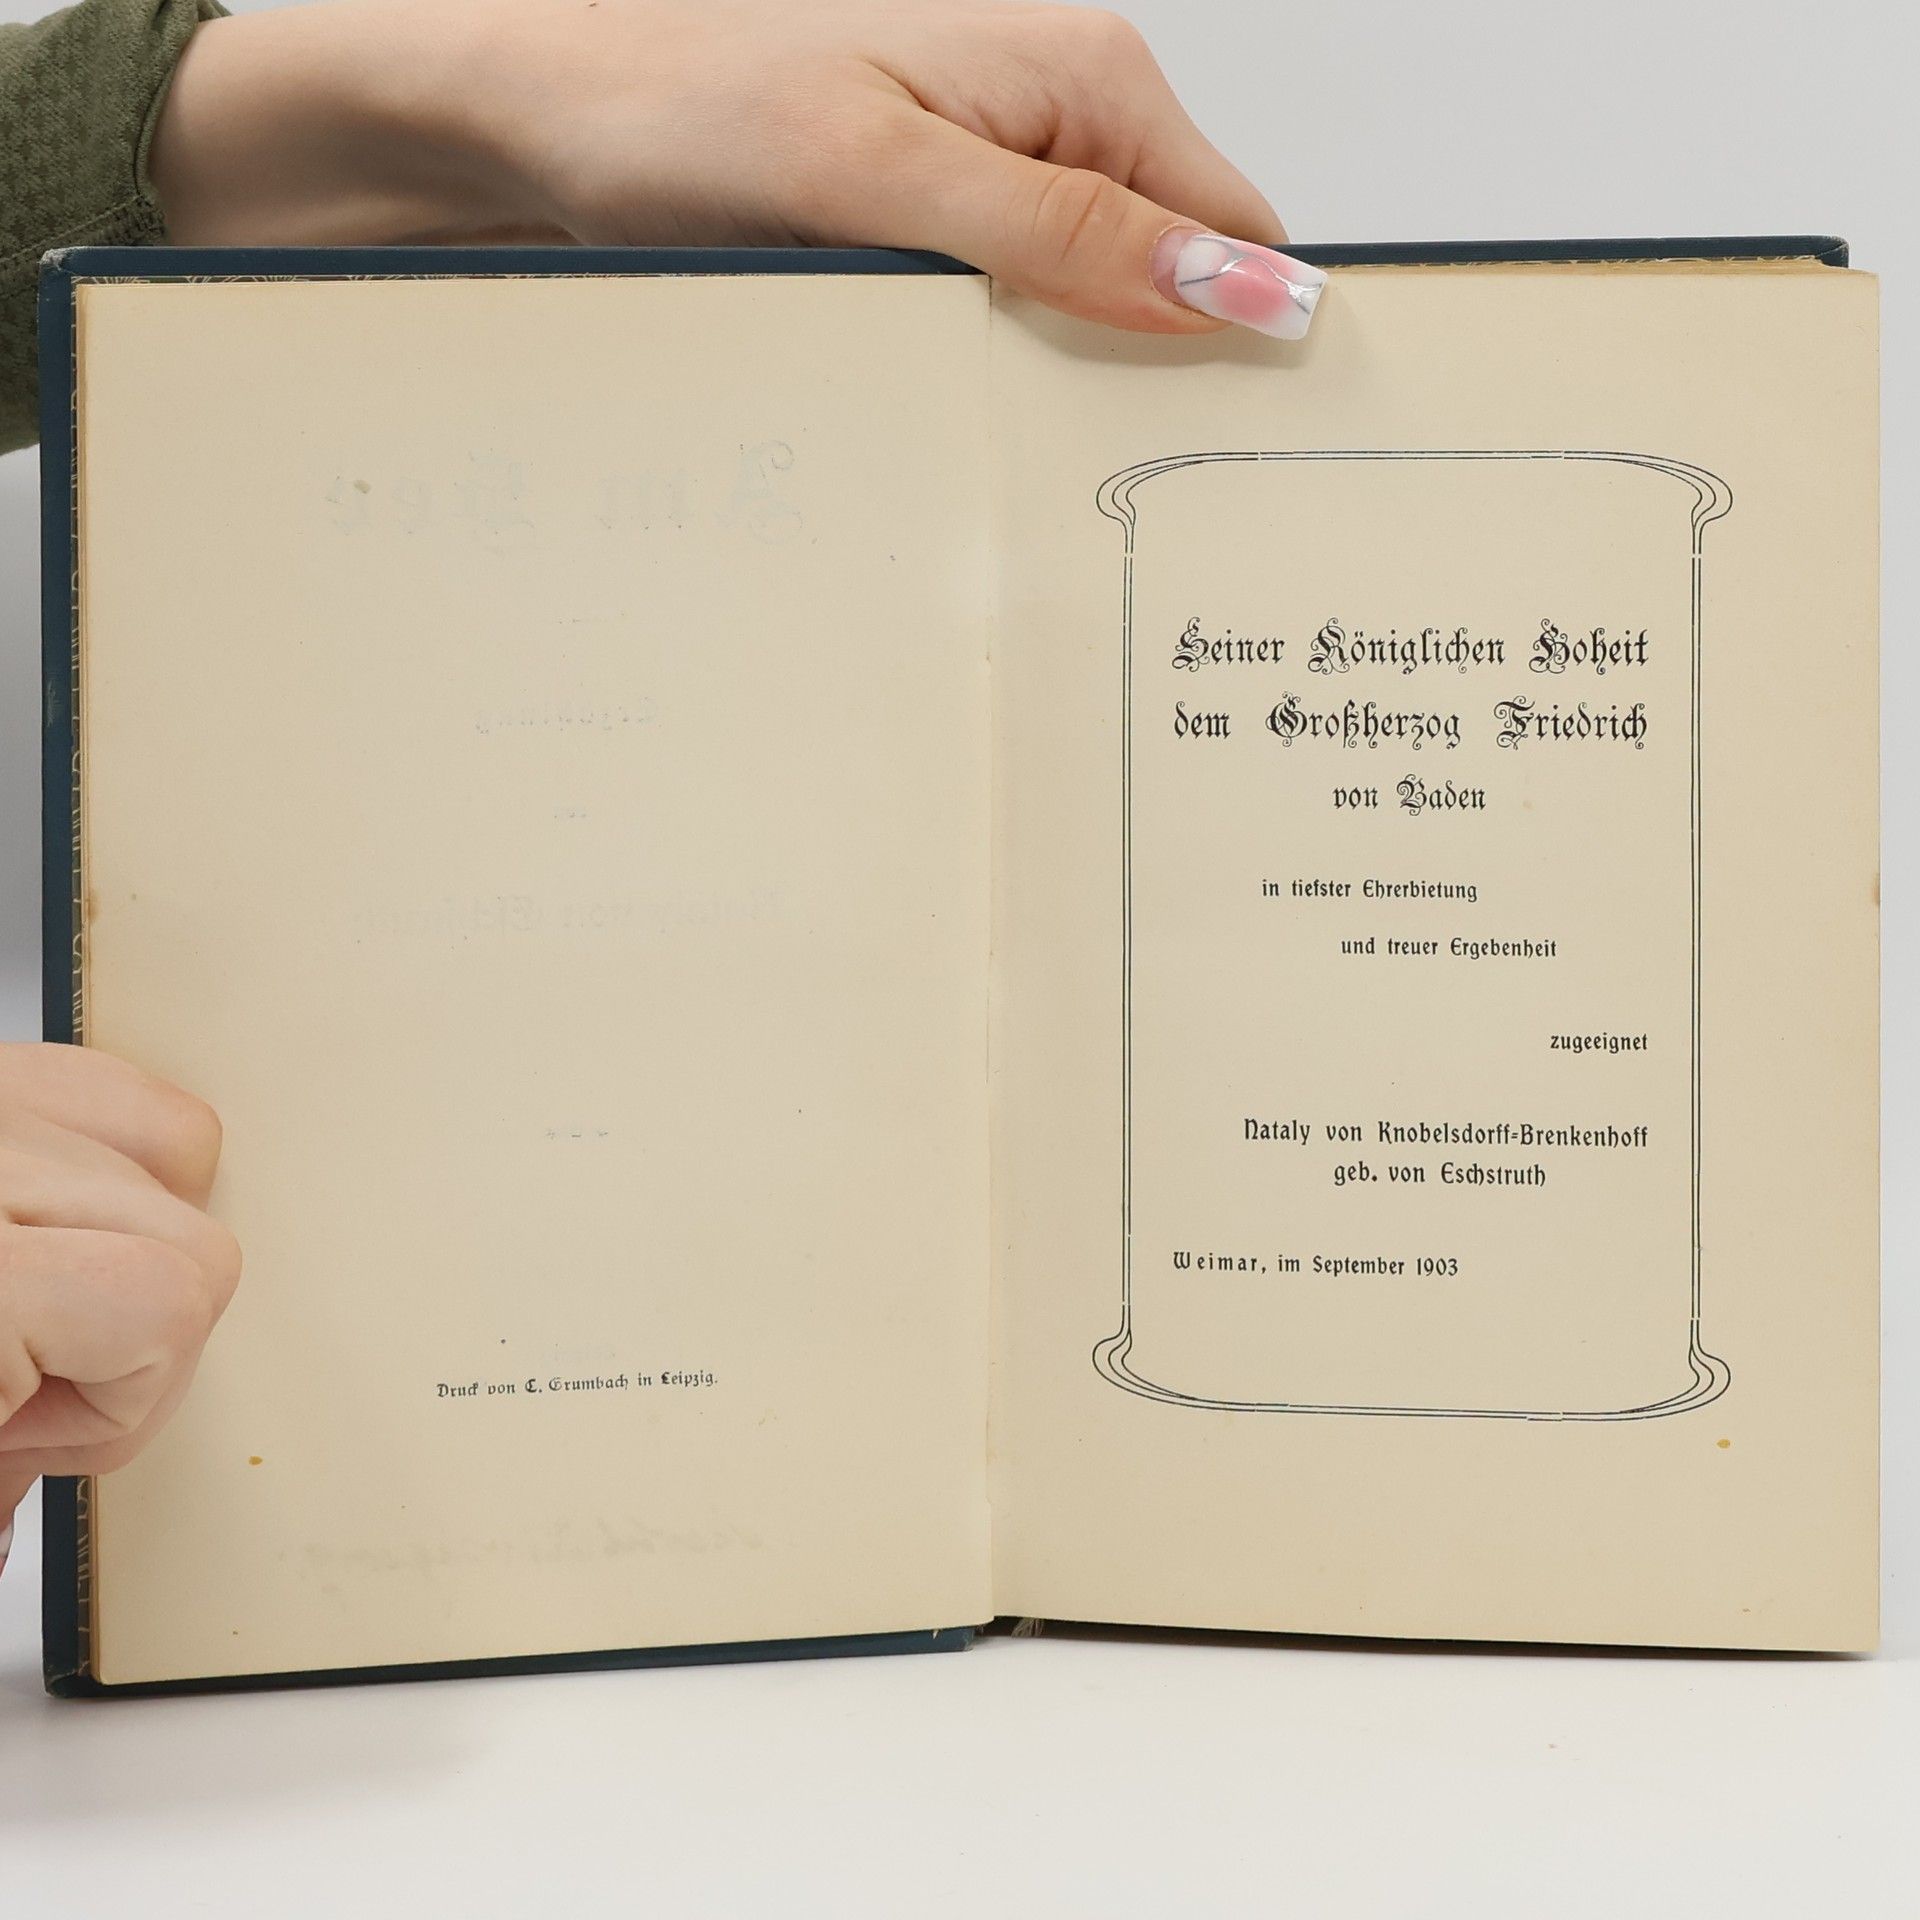 Druck von C. Grumbach in Leipzig.
Seiner Königlichen Hoheit
dem Großherzog Friedrich
von Baden
in tiefster Ehrerbietung
und treuer Ergebenheit
zugeeignet
Nataly von Knobelsdorff-Brenkenhoff
geb. von Eschstruth
Weimar, im September 1903